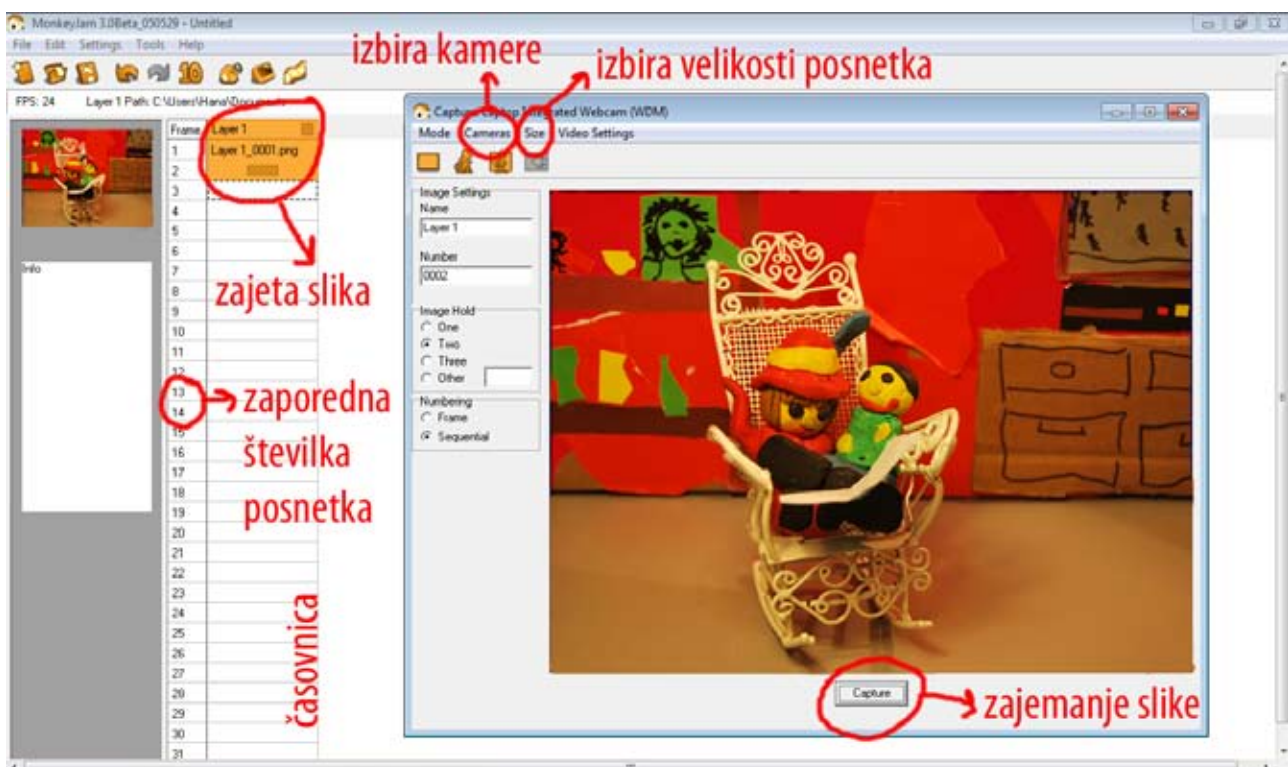 MonkeyJam 3.0Beta_050529 - Untitled
File Edit Settings Tools Help
izbira kamere
izbira velikosti posnetka
FPS: 24 Layer 1 Path: C:\Users\Hana\Documents
Frame Layer 1
1 Layer 1_0001.png
2
3
4
5
6
7
8
9
10
11
12
13
14
15
16
17
18
19
20
21
22
23
24
25
26
27
28
29
30
31
Info
zajeta slika
zaporedna
številka
posnetka
časovnica
Capture Laptop Integrated Webcam (WDM)
Mode Cameras Size Video Settings
Image Settings
Name
Layer 1
Number
0002
Image Hold
One
Two
Three
Other
Numbering
Frame
Sequential
Capture
zajemanje slike